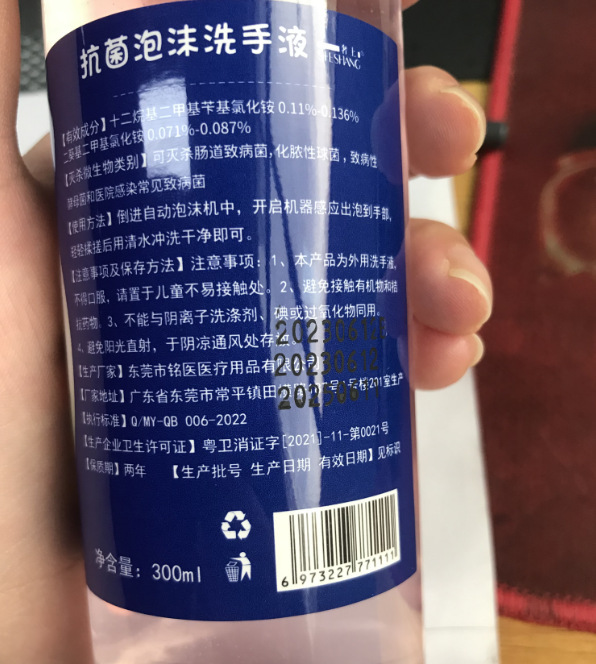 抗菌泡沫洗手液
ESHANG
【有效成分】十二烷基二甲基苄基氯化铵 0.11%-0.136%
二氨基二甲基氯化铵 0.071%-0.087%
【灭杀微生物类别】可灭杀肠道致病菌,化脓性球菌,致病性
酵母菌和医院感染常见致病菌
【使用方法】倒进自动泡沫机中,开启机器感应出泡到手部,
轻轻揉搓后用清水冲洗干净即可。
【注意事项及保存方法】注意事项:1、本产品为外用洗手液,
不得口服,请置于儿童不易接触处。2、避免接触有机物和拮
抗药物。3、不能与阴离子洗涤剂、碘或过氧化物同用。
4、避免阳光直射,于阴凉通风处存放。
【生产厂家】东莞市铭医医疗用品有限公司
20230612
【厂家地址】广东省东莞市常平镇田 201室生产
【执行标准】Q/MY-QB 006-2022
【生产企业卫生许可证】粤卫消证字[2021]-11-第0021号
【保质期】两年 【生产批号 生产日期 有效日期】见标识
净含量:300ml
6 973227 771111